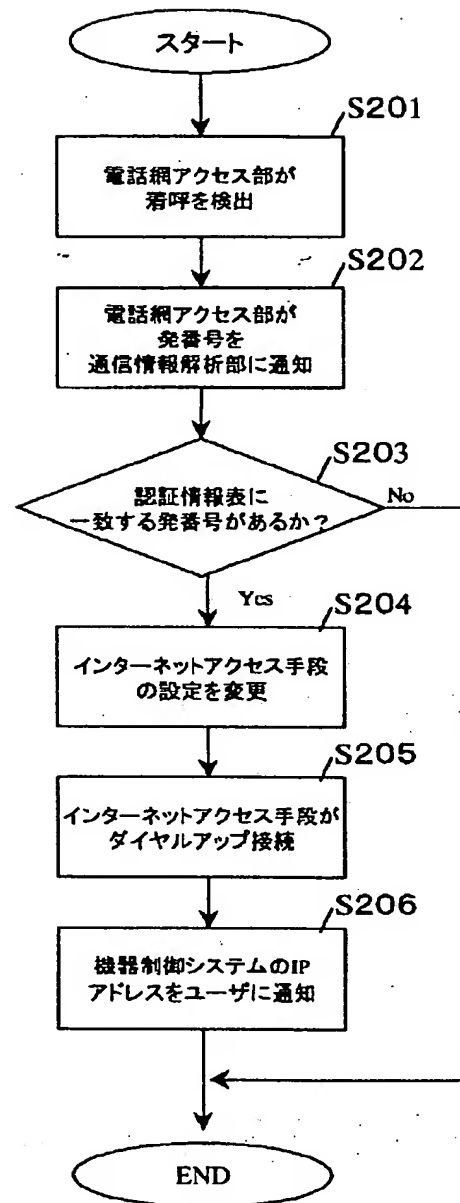 スタート
S201
電話網アクセス部が
着呼を検出
S202
電話網アクセス部が
発番号を
通信情報解析部に通知
S203
認証情報表に
一致する発番号があるか？
No
Yes
S204
インターネットアクセス手段
の設定を変更
S205
インターネットアクセス手段が
ダイヤルアップ接続
S206
機器制御システムのIP
アドレスをユーザに通知
END